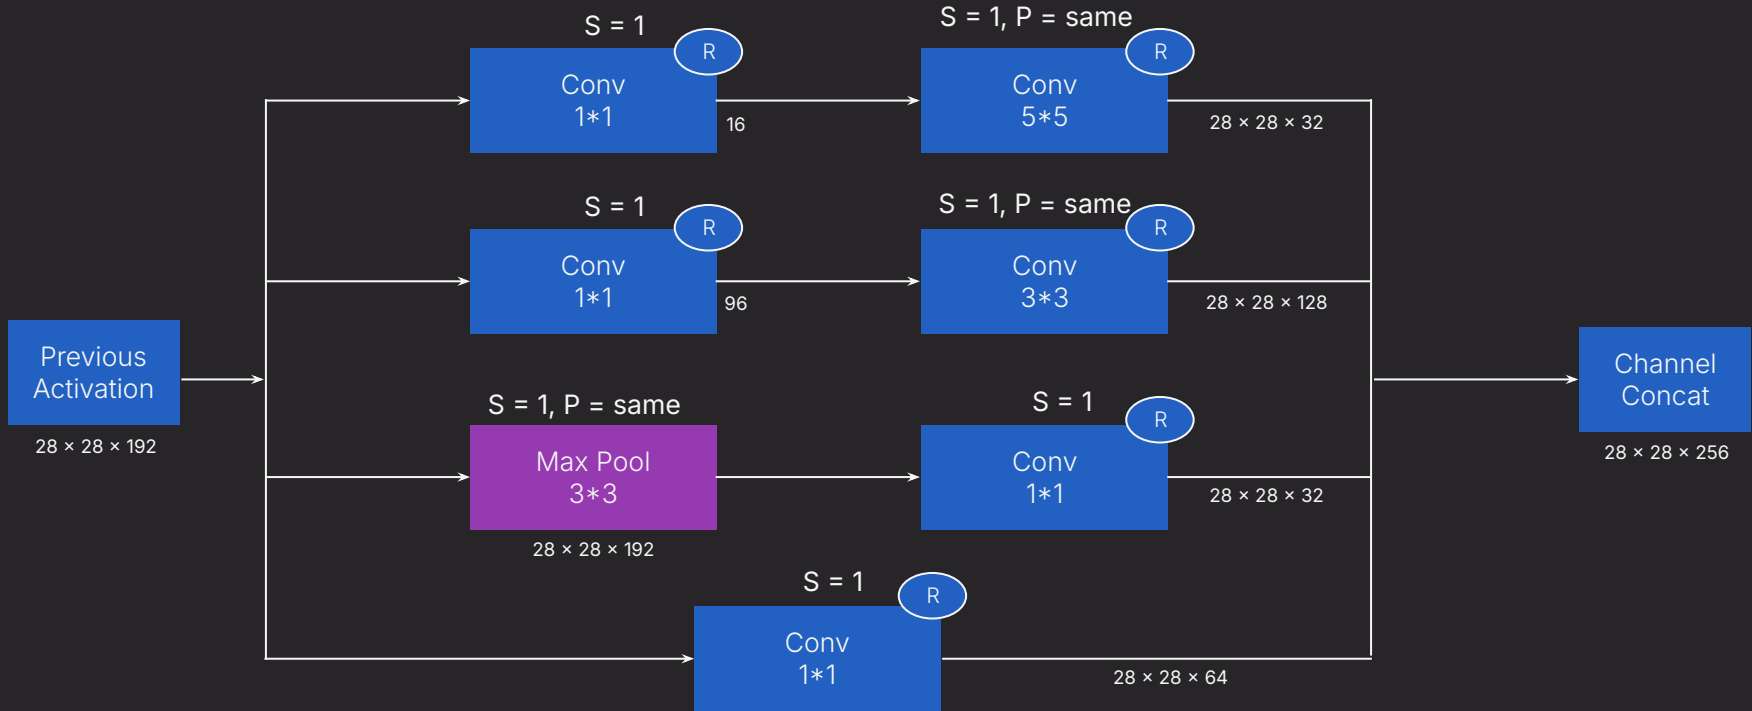 S = 1
R
Conv
1*1
16
S = 1, P = same
R
Conv
5*5
28 × 28 × 32
S = 1
R
Conv
1*1
96
S = 1, P = same
R
Conv
3*3
28 × 28 × 128
Previous
Activation
28 × 28 × 192
S = 1, P = same
Max Pool
3*3
28 × 28 × 192
S = 1
R
Conv
1*1
28 × 28 × 32
S = 1
R
Conv
1*1
28 × 28 × 64
Channel
Concat
28 × 28 × 256